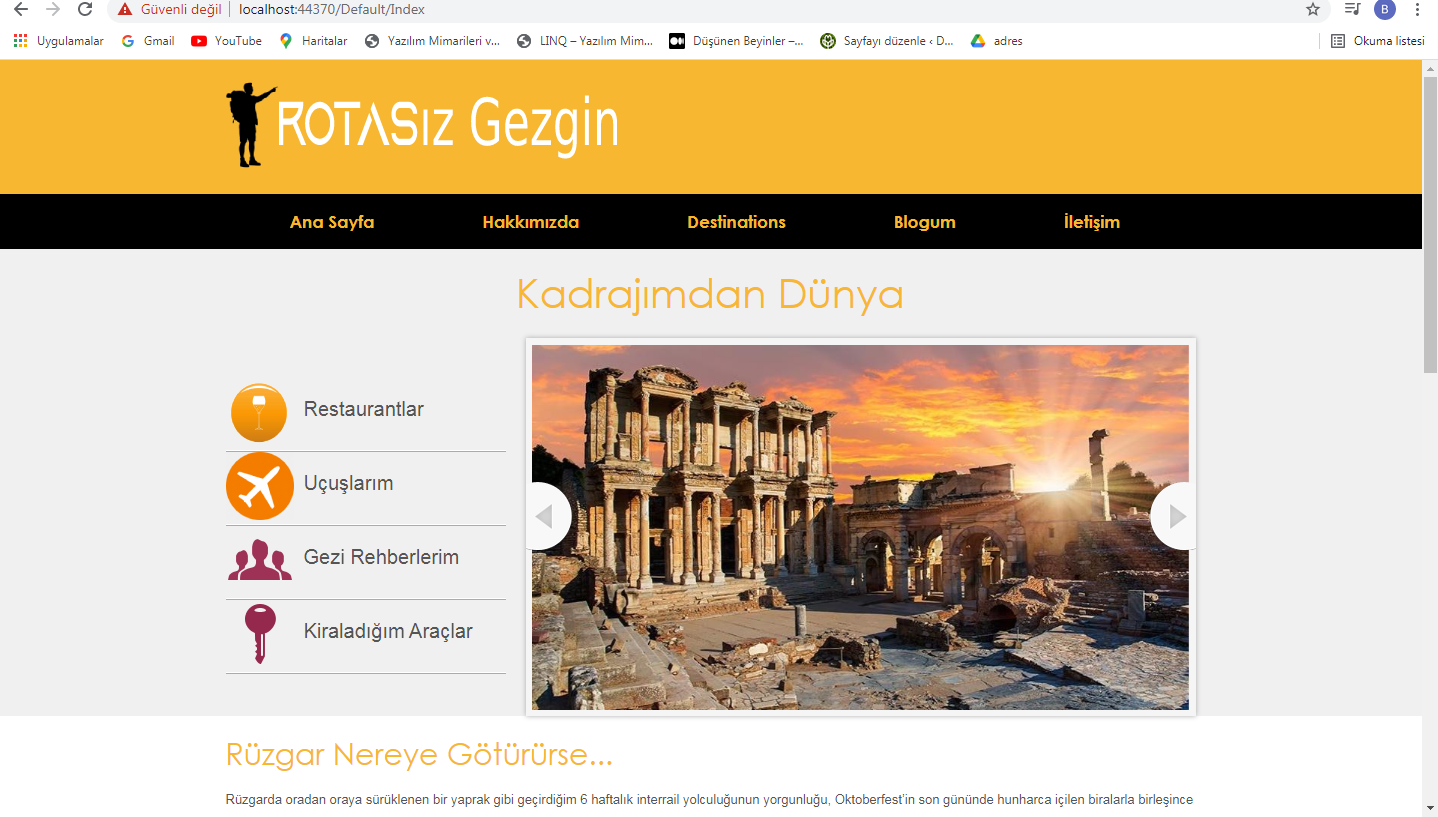 Güvenli değil localhost:44370/Default/Index B
Uygulamalar Gmail YouTube Haritalar Yazılım Mimarileri v... LINQ – Yazılım Mim... Düşünen Beyinler –... Sayfayı düzenle ‹ D... adres Okuma listesi
ROTASız Gezgin
Ana Sayfa Hakkımızda Destinations Blogum İletişim
Kadrajımdan Dünya
Restaurantlar
Uçuşlarım
Gezi Rehberlerim
Kiraladığım Araçlar
Rüzgar Nereye Götürürse...
Rüzgarda oradan oraya sürüklenen bir yaprak gibi geçirdiğim 6 haftalık interrail yolculuğunun yorgunluğu, Oktoberfest'in son gününde hunharca içilen biralarla birleşince